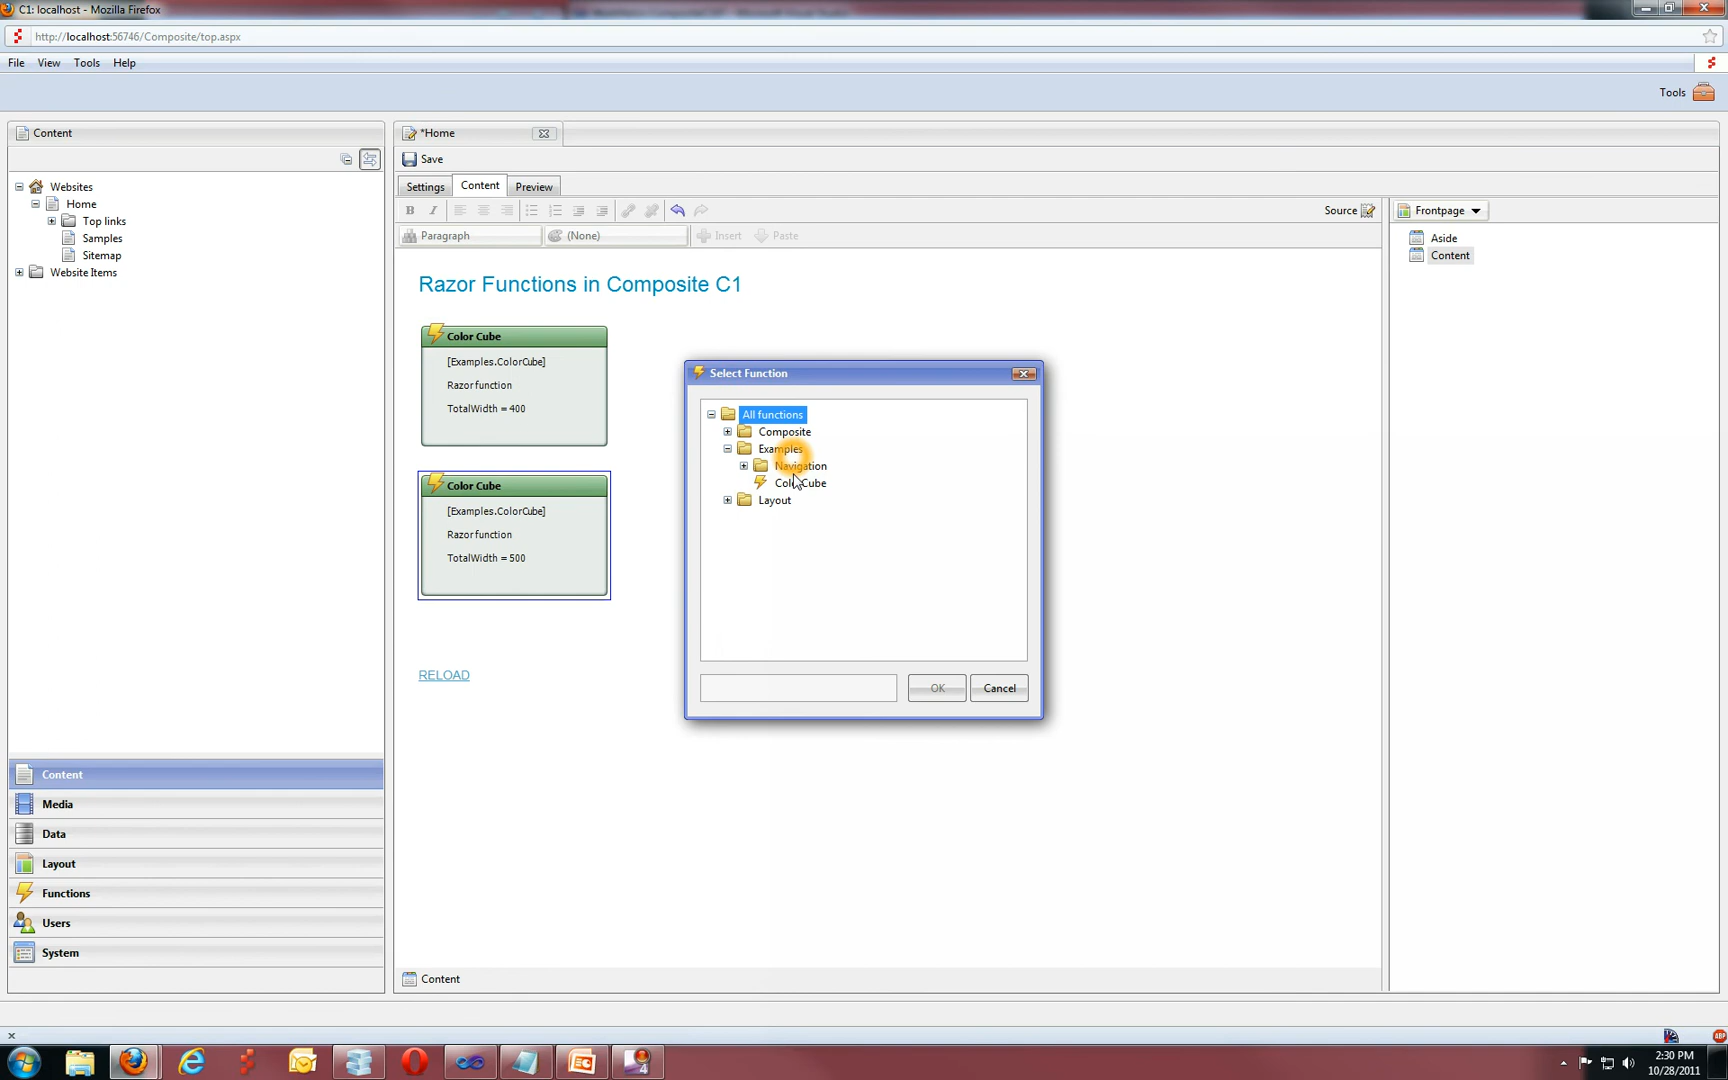 C1: localhost - Mozilla Firefox
http://localhost:56746/Composite/top.aspx
File View Tools Help
Tools
Content
*Home
Save
Settings Content Preview
Source
Frontpage
Paragraph
(None)
Insert
Paste
Websites
Home
Top links
Samples
Sitemap
Website Items
Aside
Content
Razor Functions in Composite C1
Color Cube
[Examples.ColorCube]
Razor function
TotalWidth = 400
Color Cube
[Examples.ColorCube]
Razor function
TotalWidth = 500
RELOAD
Select Function
All functions
Composite
Examples
Navigation
ColorCube
Layout
OK
Cancel
Content
Media
Data
Layout
Functions
Users
System
Content
ABP
2:30 PM
10/28/2011